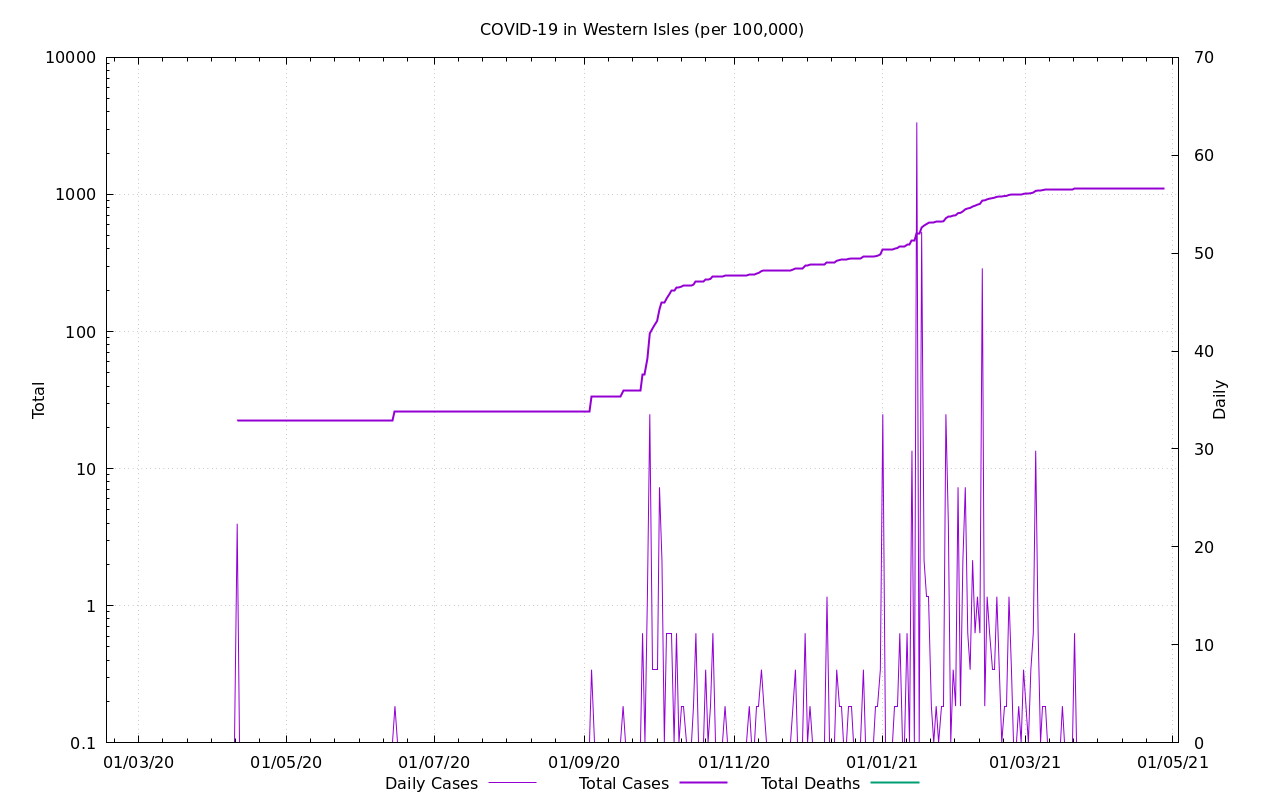 COVID-19 in Western Isles (per 100,000)
10000
1000
100
10
1
0.1
Total
70
60
50
40
30
20
10
0
Daily
01/03/20 01/05/20 01/07/20 01/09/20 01/11/20 01/01/21 01/03/21 01/05/21
Daily Cases Total Cases Total Deaths